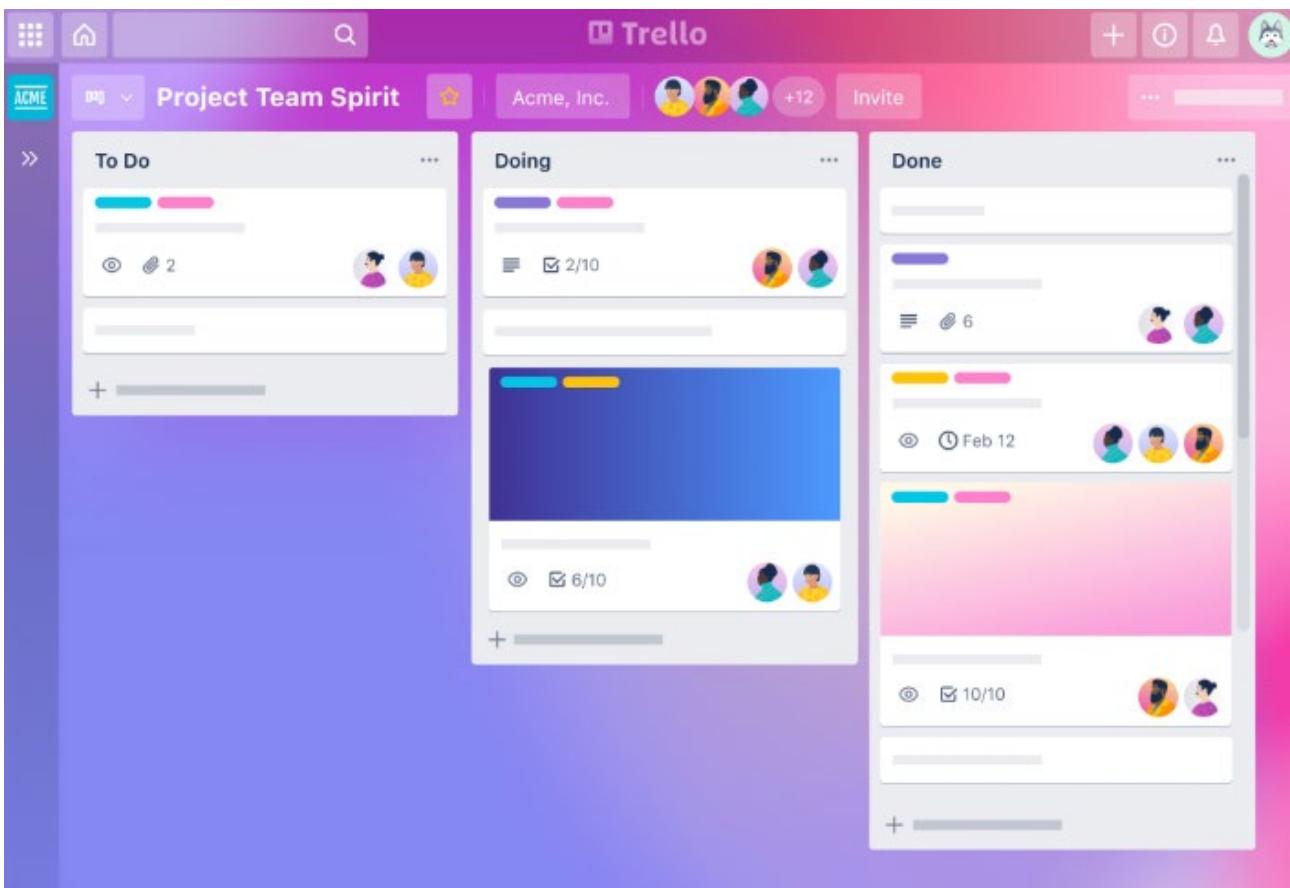 Trello
ACME
Project Team Spirit
Acme, Inc.
+12
Invite
To Do
2
Doing
2/10
6/10
Done
6
Feb 12
10/10